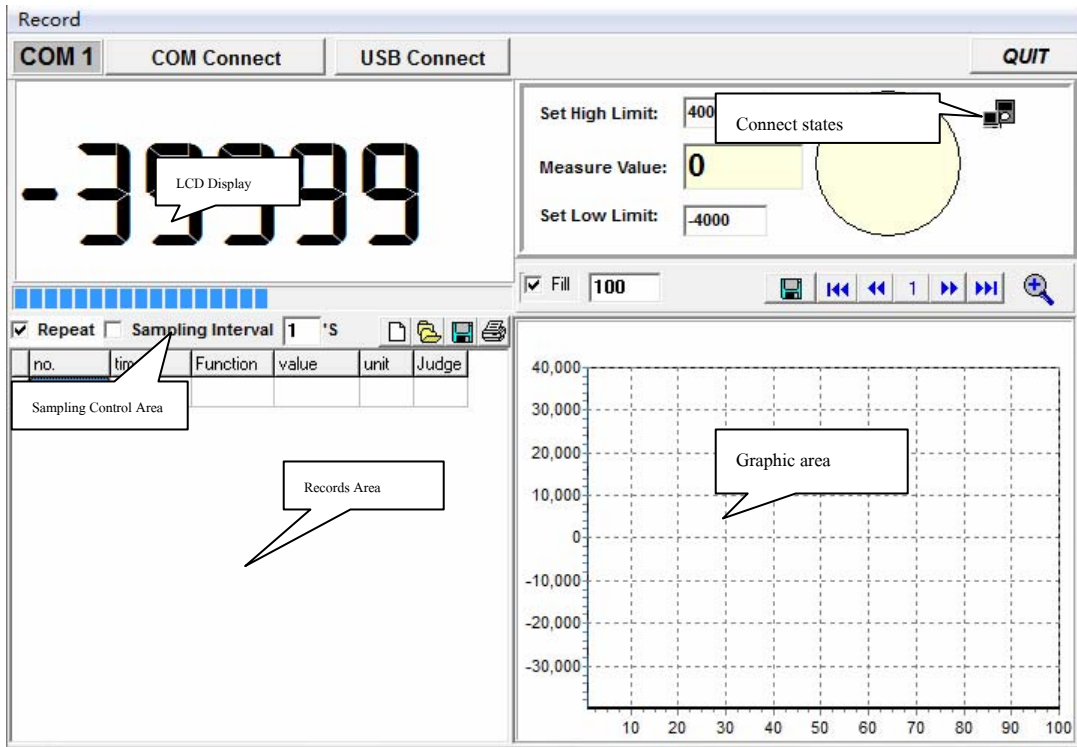 Record
COM 1 COM Connect USB Connect QUIT
-39999
LCD Display
Set High Limit: 400
Connect states
Measure Value: 0
Set Low Limit: -4000
Fill 100
1
Repeat Sampling Interval 1 'S
no. tim Function value unit Judge
Sampling Control Area
Records Area
40,000
30,000
20,000
10,000
0
-10,000
-20,000
-30,000
Graphic area
10 20 30 40 50 60 70 80 90 100